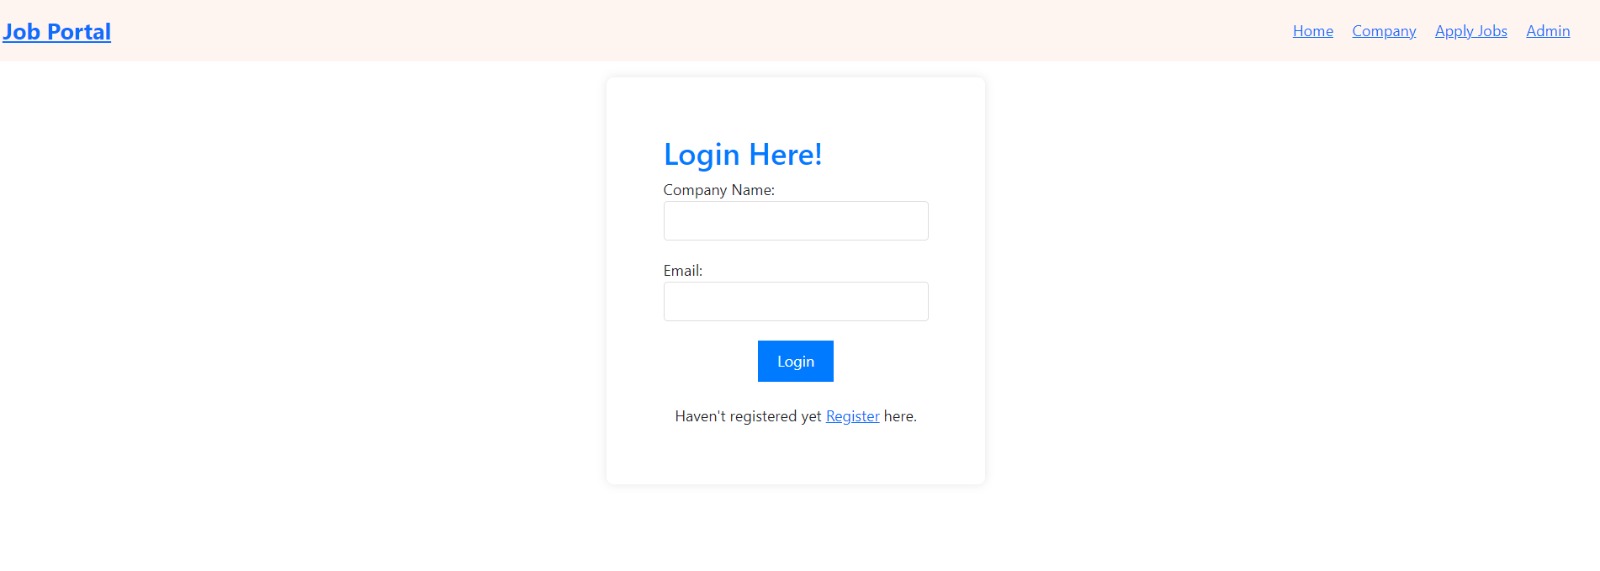 Job Portal Home Company Apply Jobs Admin
Login Here!
Company Name:
Email:
Login
Haven't registered yet Register here.